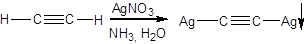 H—C≡C—H AgNO3 Ag—C≡C—Ag↓
NH3, H2O